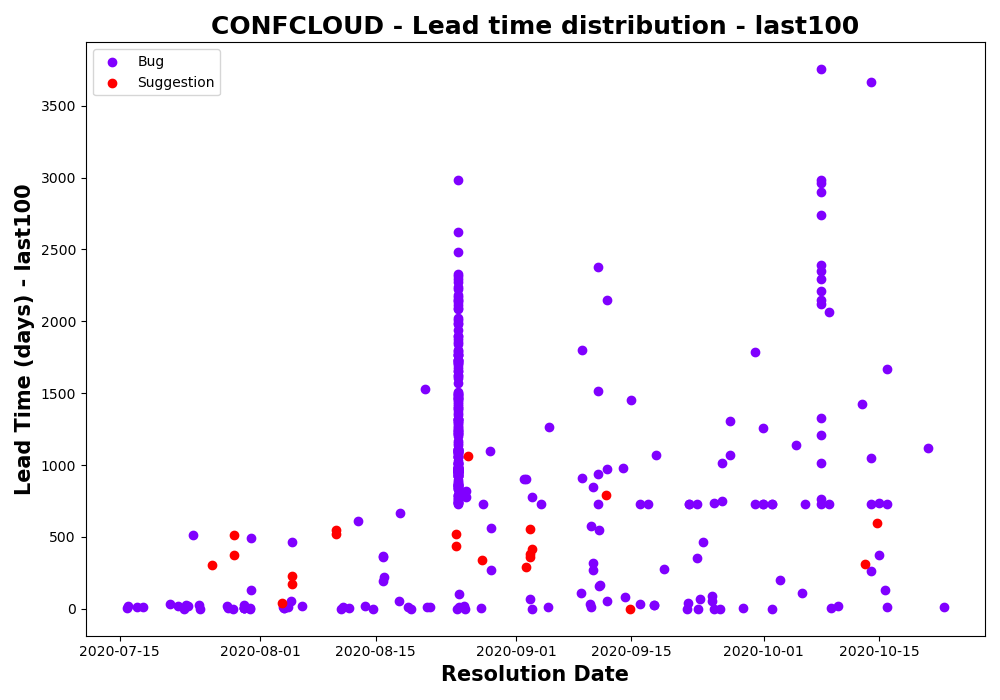 CONFCLOUD - Lead time distribution - last100
Bug
Suggestion
Lead Time (days) - last100
3500
3000
2500
2000
1500
1000
500
0
2020-07-15 2020-08-01 2020-08-15 2020-09-01 2020-09-15 2020-10-01 2020-10-15
Resolution Date